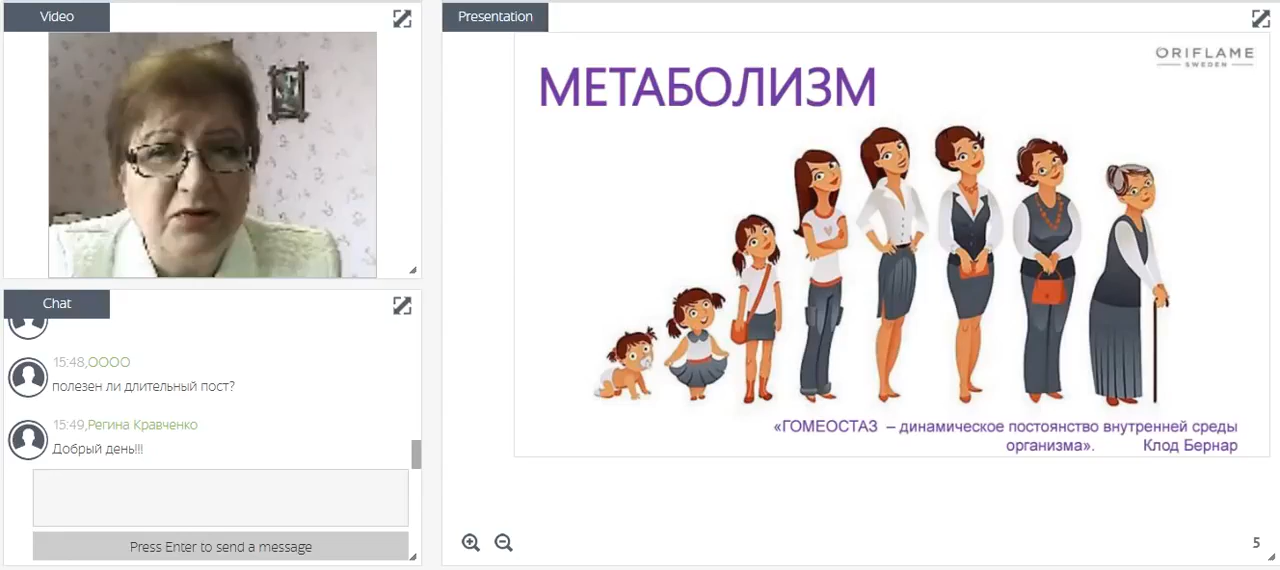 Video
Presentation
ORIFLAME
SWEDEN
МЕТАБОЛИЗМ
«ГОМЕОСТАЗ – динамическое постоянство внутренней среды
организма». Клод Бернар
Chat
15:48,OOOO
полезен ли длительный пост?
15:49,Регина Кравченко
Добрый день!!!
Press Enter to send a message
5